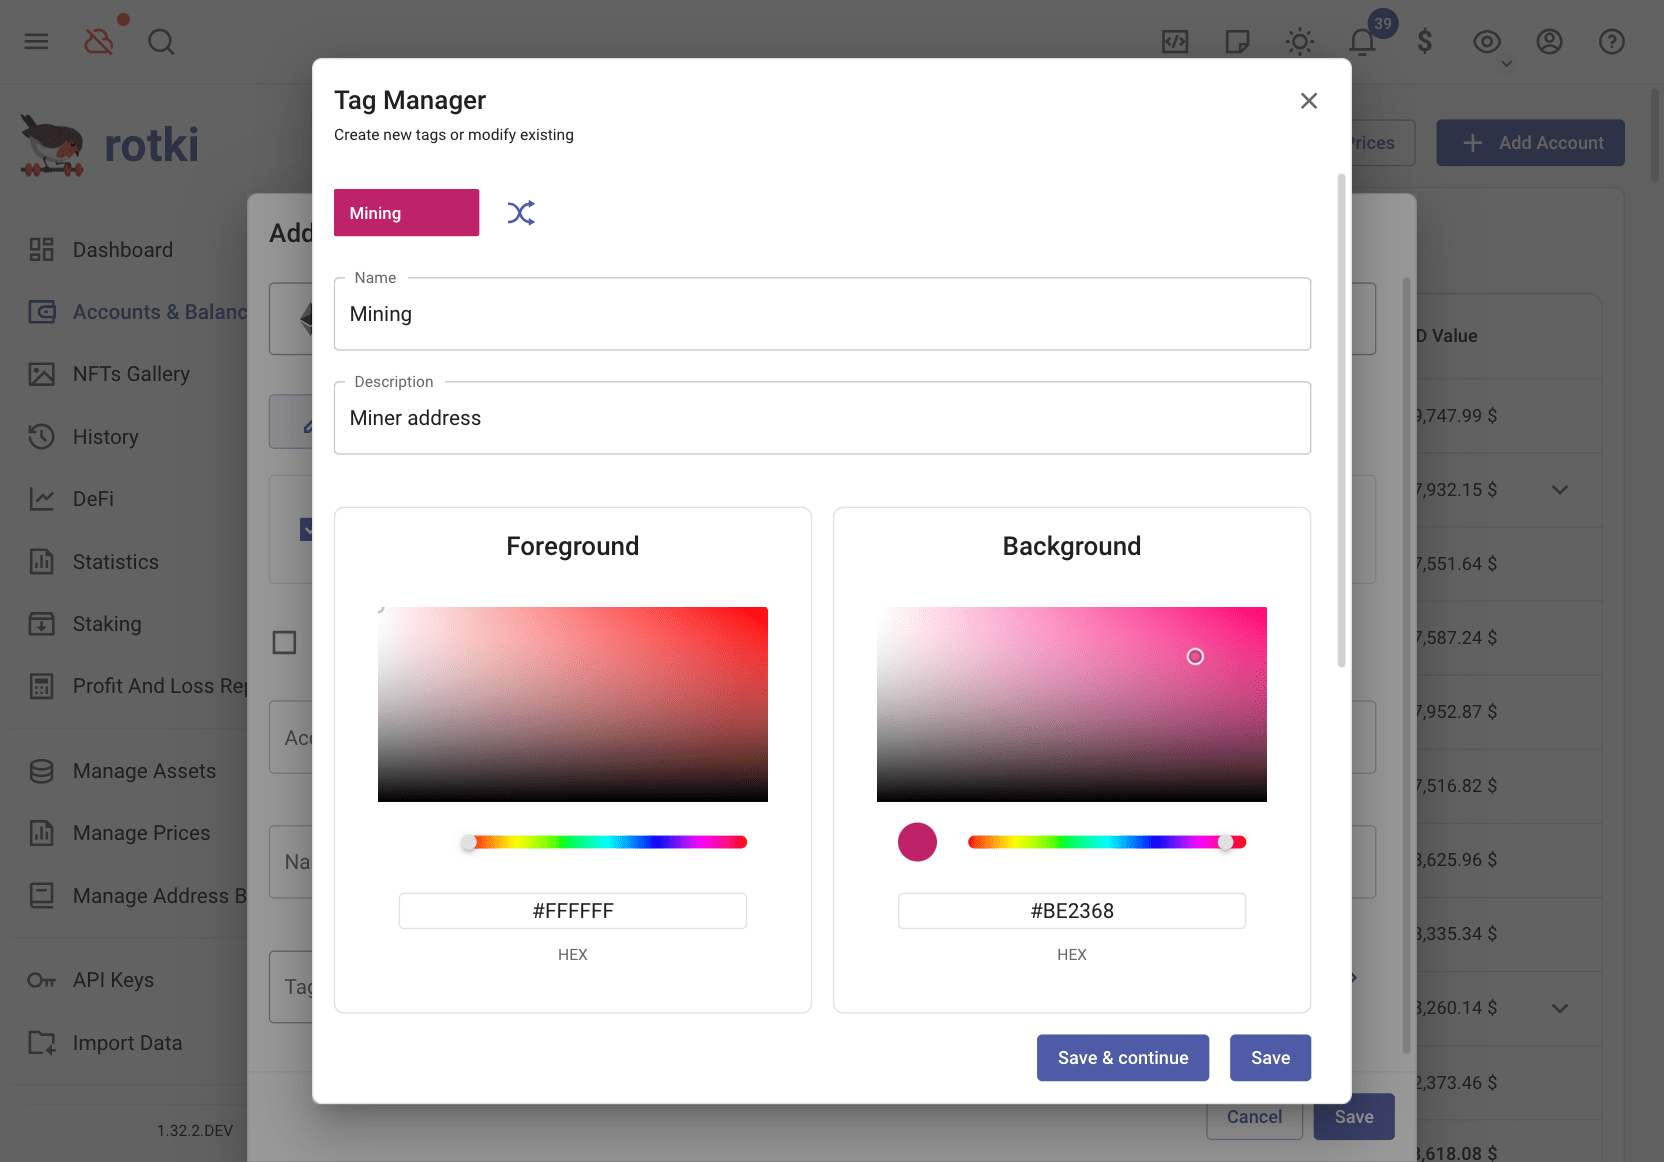 39
Tag Manager
Create new tags or modify existing
Prices
Add Account
rotki
Mining
Add
Dashboard
Name
Accounts & Balanc
Mining
D Value
NFTs Gallery
Description
9,747.99 $
Miner address
History
7,932.15 $
DeFi
Foreground
Background
7,551.64 $
Statistics
Staking
7,587.24 $
Profit And Loss Rep
7,952.87 $
Acc
Manage Assets
7,516.82 $
Manage Prices
Na
3,625.96 $
Manage Address B
#FFFFFF
#BE2368
3,335.34 $
HEX
HEX
API Keys
Tag
3,260.14 $
Import Data
Save & continue
Save
2,373.46 $
Cancel
Save
1.32.2.DEV
3,618.08 $